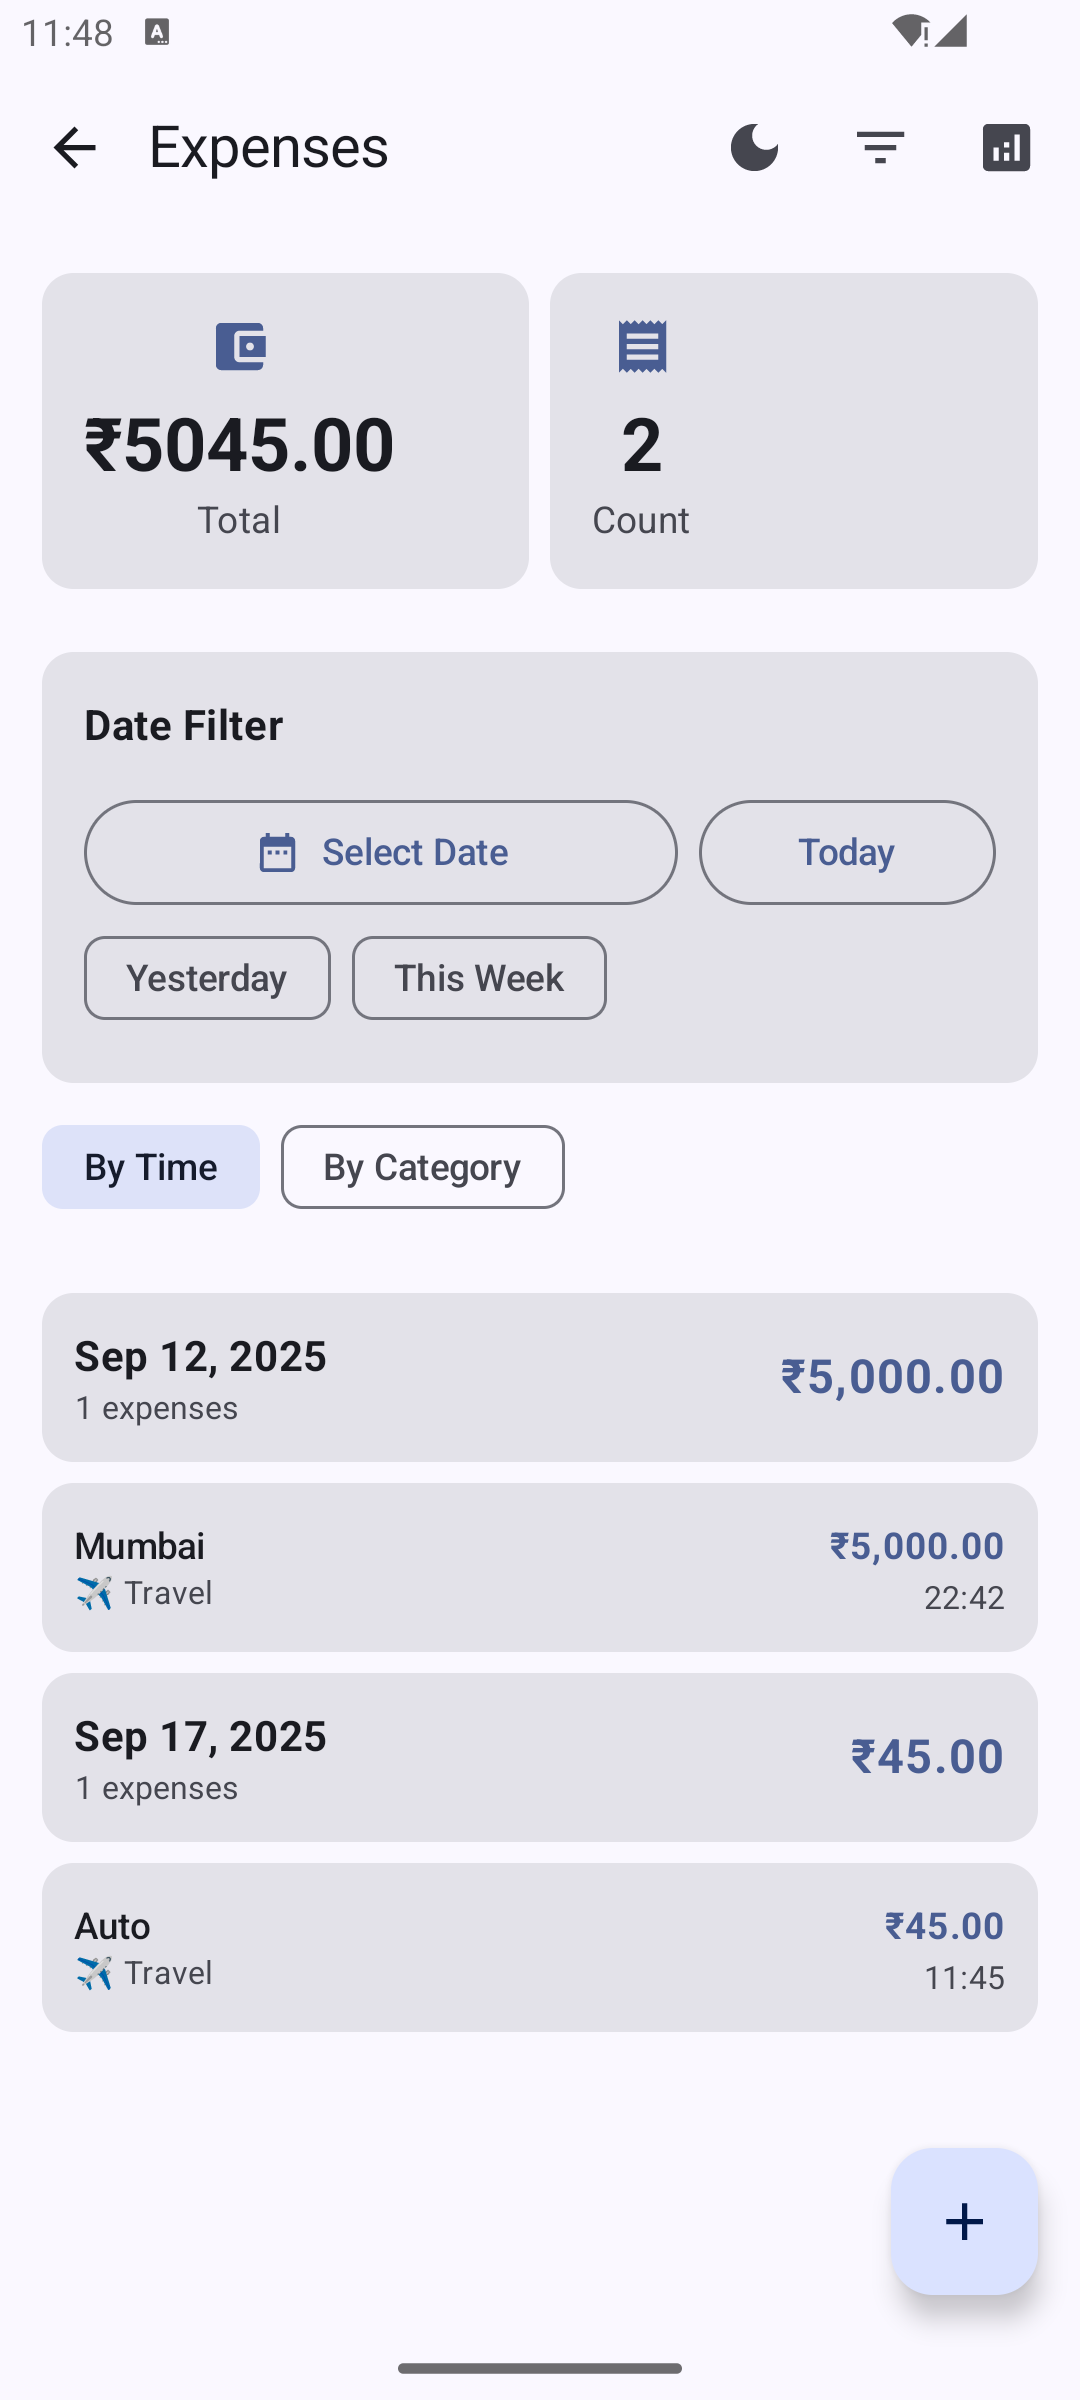 11:48
Expenses
₹5045.00
Total
2
Count
Date Filter
Select Date
Today
Yesterday
This Week
By Time
By Category
Sep 12, 2025
1 expenses
₹5,000.00
Mumbai
✈️ Travel
₹5,000.00
22:42
Sep 17, 2025
1 expenses
₹45.00
Auto
✈️ Travel
₹45.00
11:45